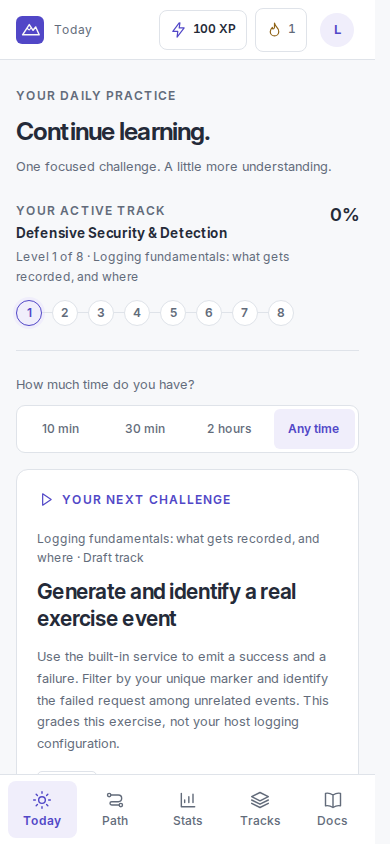 Today
100 XP
1
L
YOUR DAILY PRACTICE
Continue learning.
One focused challenge. A little more understanding.
YOUR ACTIVE TRACK
0%
Defensive Security & Detection
Level 1 of 8 · Logging fundamentals: what gets
recorded, and where
1 2 3 4 5 6 7 8
How much time do you have?
10 min 30 min 2 hours Any time
YOUR NEXT CHALLENGE
Logging fundamentals: what gets recorded, and
where · Draft track
Generate and identify a real
exercise event
Use the built-in service to emit a success and a
failure. Filter by your unique marker and identify
the failed request among unrelated events. This
grades this exercise, not your host logging
configuration.
Today Path Stats Tracks Docs